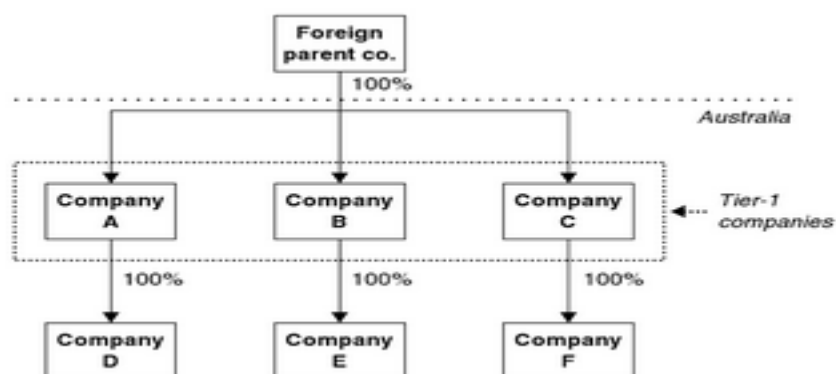 Foreign
parent co.
100%
Australia
Company
A
Company
B
Company
C
Tier-1
companies
100%
100%
100%
Company
D
Company
E
Company
F